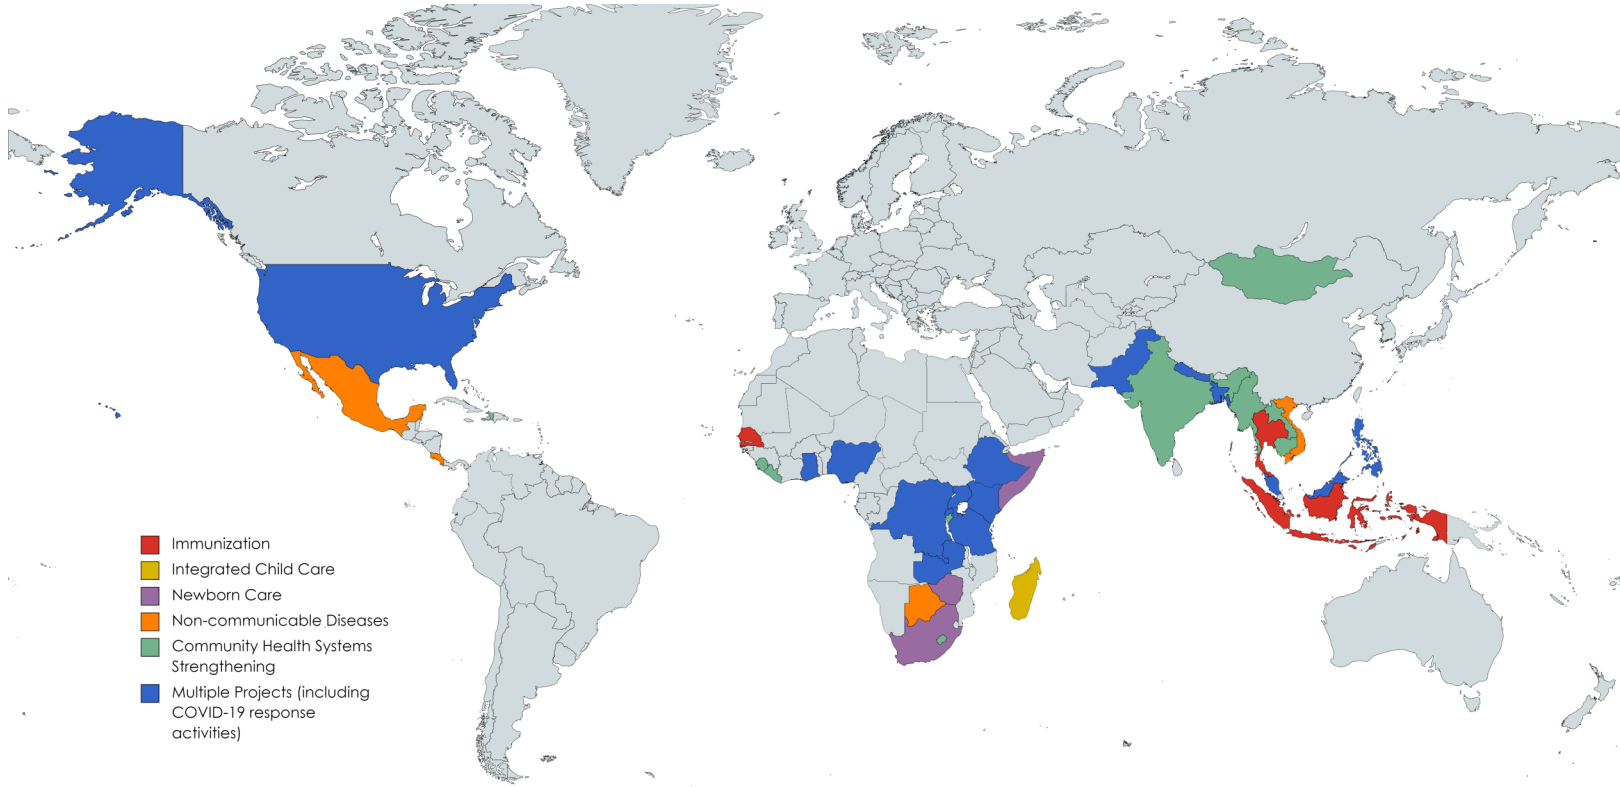 Immunization
Integrated Child Care
Newborn Care
Non-communicable Diseases
Community Health Systems
Strengthening
Multiple Projects (including
COVID-19 response
activities)